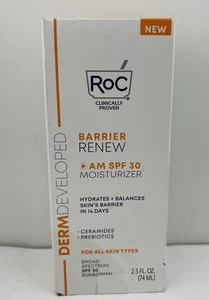 NEW
RoC
CLINICALLY
PROVEN
DERMDEVELOPED
BARRIER
RENEW
AM SPF 30
MOISTURIZER
HYDRATES + BALANCES
SKIN'S BARRIER
IN 14 DAYS
+CERAMIDES
+PREBIOTICS
FOR ALL SKIN TYPES
BROAD
SPECTRUM
SPF 30
SUNSCREEN
2.5 FL. OZ.
(74 ML)